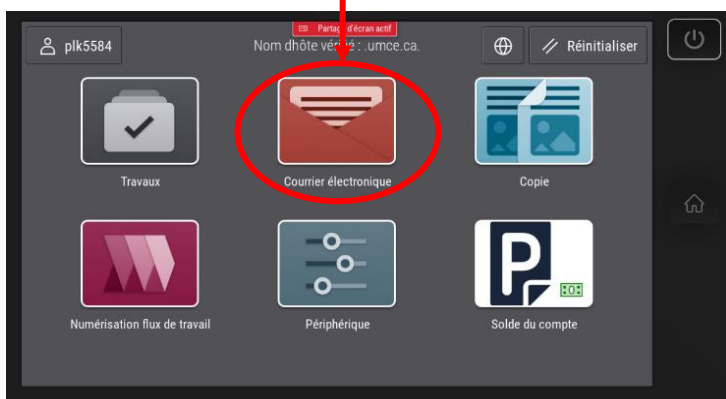 Partage d'écran actif
plk5584
Nom dhôte vérifié : .umce.ca.
Réinitialiser
Travaux
Courrier électronique
Copie
Numérisation flux de travail
Périphérique
Solde du compte